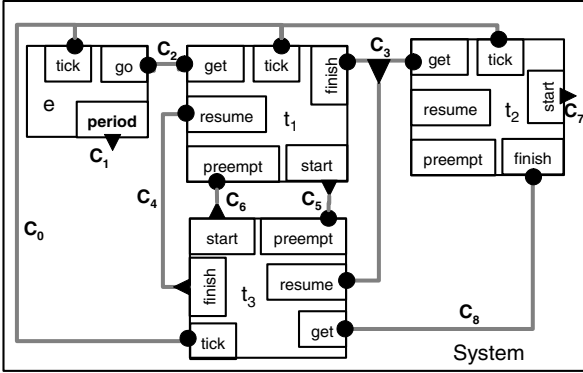 C2
C3
tick
go
get
tick
finish
get
tick
e
period
resume
t1
resume
t2
start
C7
C1
preempt
start
preempt
finish
C4
C6
C5
C0
start
preempt
finish
t3
resume
get
C8
tick
System